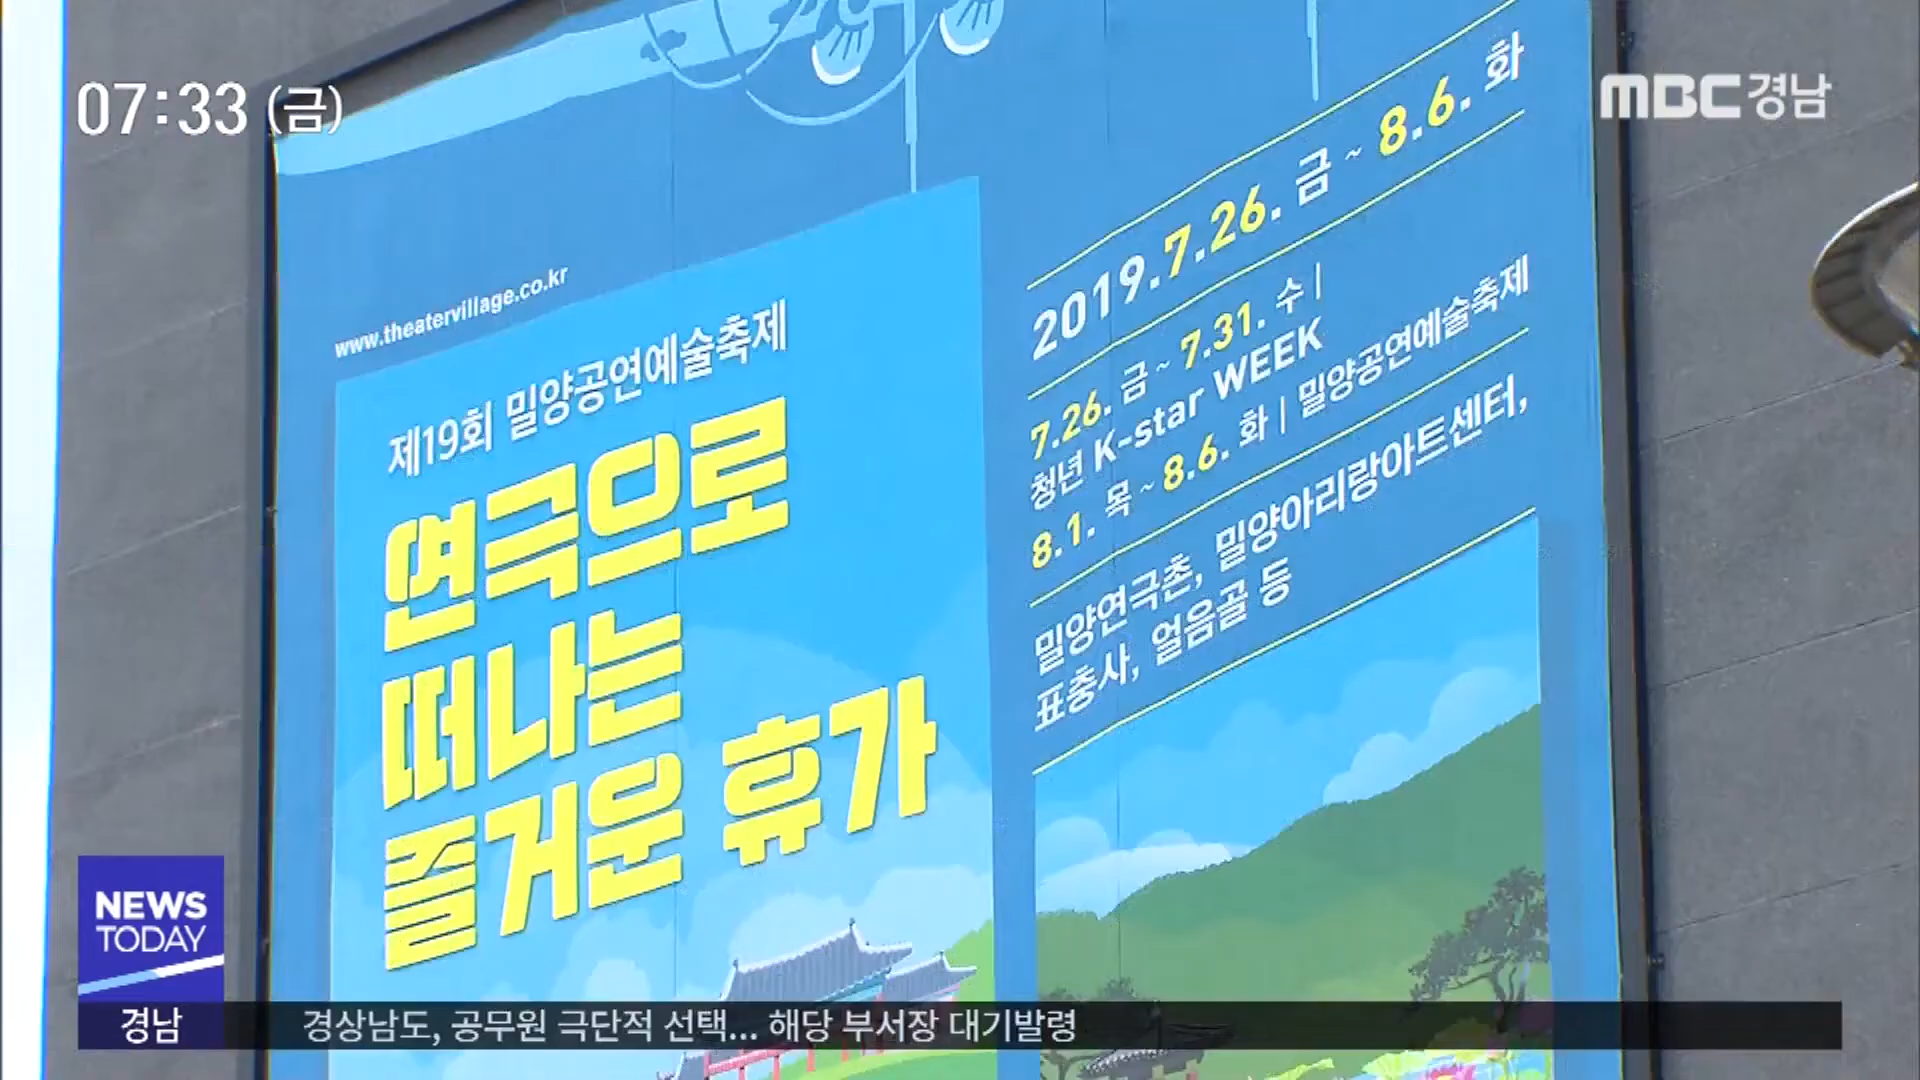 07:33 (금)
MBC경남
www.theatervillage.co.kr
제19회 밀양공연예술축제
연극으로
떠나는
즐거운 휴가
2019.7.26. 금 ~ 8.6. 화
7.26. 금 ~ 7.31. 수 |
청년 K-star WEEK
8.1. 목 ~ 8.6. 화 | 밀양공연예술축제
밀양연극촌, 밀양아리랑아트센터,
표충사, 얼음골 등
NEWS
TODAY
경남
경상남도, 공무원 극단적 선택... 해당 부서장 대기발령